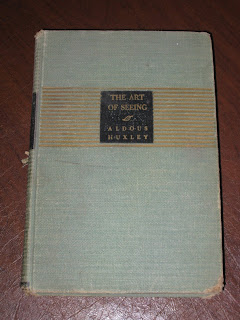 THE ART
OF SEEING
ALDOUS
HUXLEY